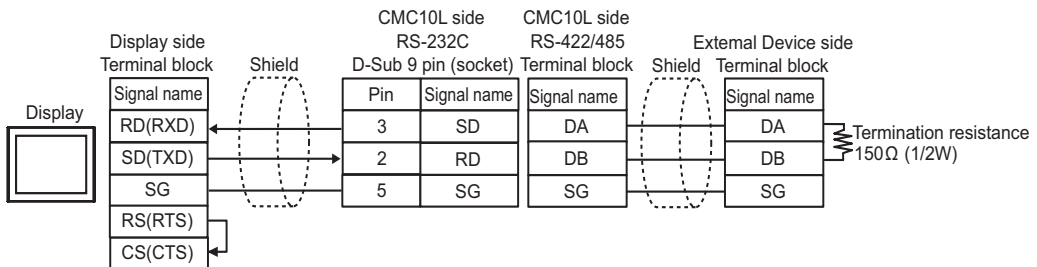 CMC10L side CMC10L side
Display side RS-232C RS-422/485 External Device side
Terminal block Shield D-Sub 9 pin (socket) Terminal block Shield Terminal block
Display Signal name Pin Signal name Signal name Signal name
RD(RXD) 3 SD DA DA Termination resistance
SD(TXD) 2 RD DB DB 150Ω (1/2W)
SG 5 SG SG SG
RS(RTS)
CS(CTS)